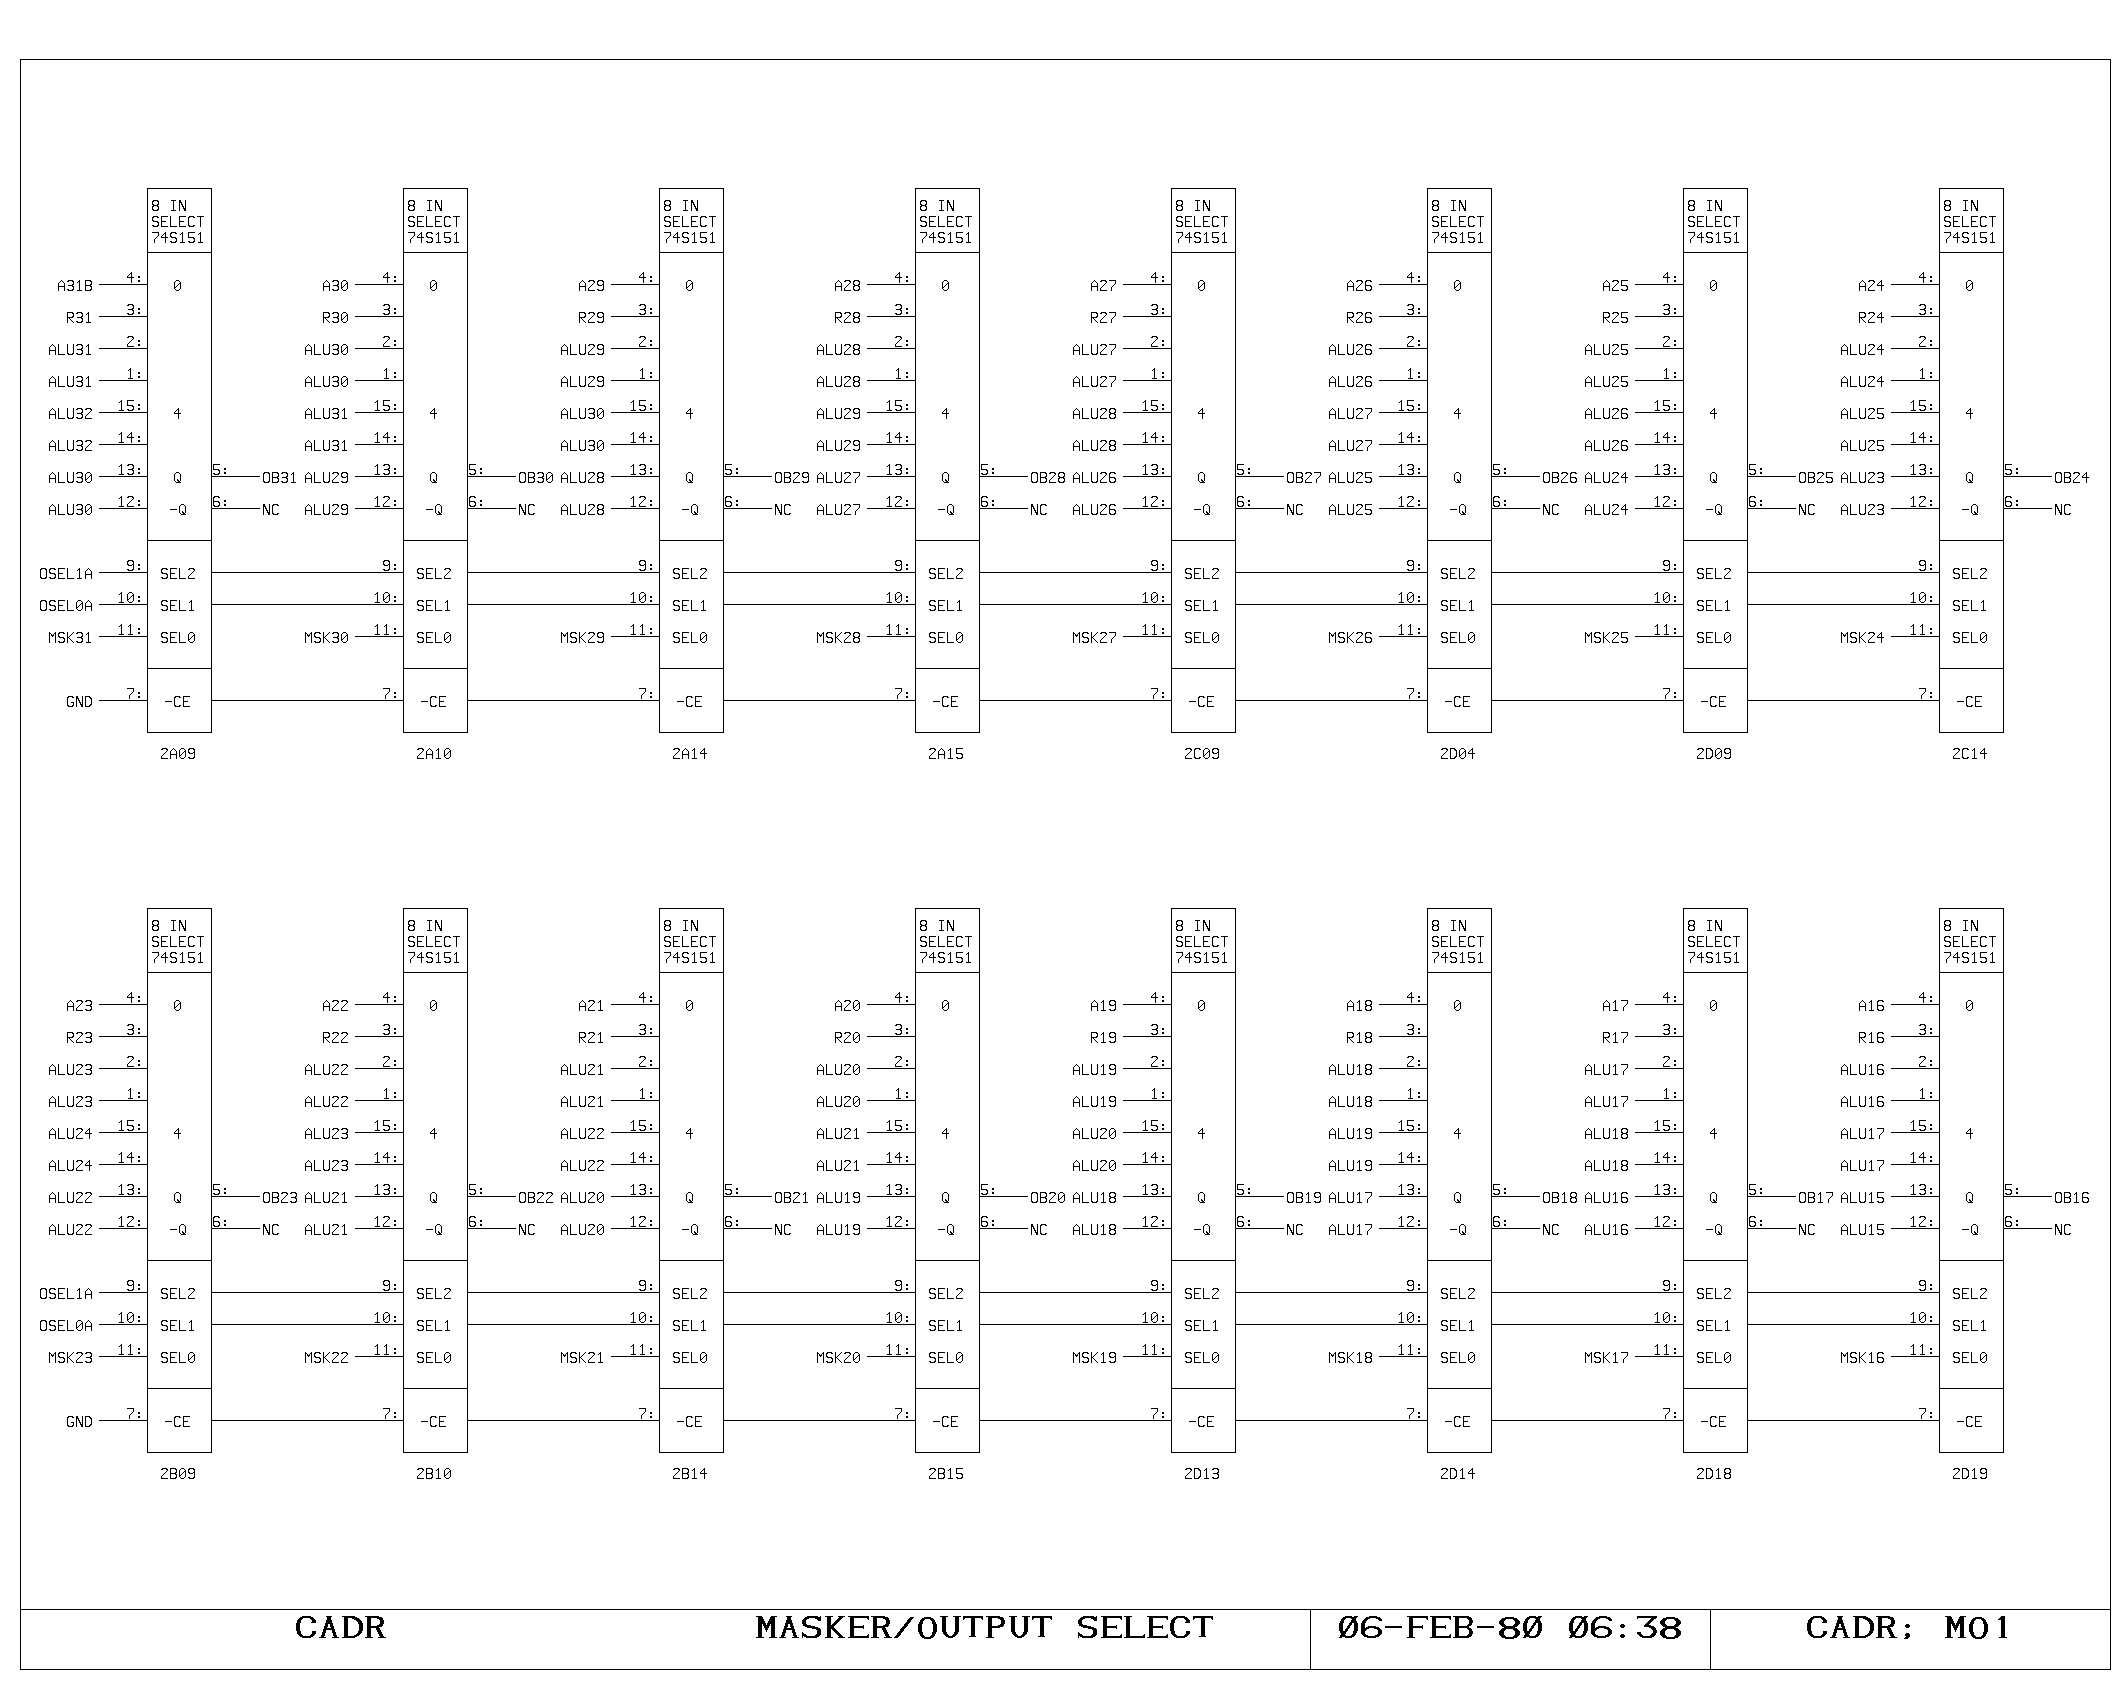 8 IN 8 IN 8 IN 8 IN 8 IN 8 IN 8 IN 8 IN
SELECT SELECT SELECT SELECT SELECT SELECT SELECT SELECT
74S151 74S151 74S151 74S151 74S151 74S151 74S151 74S151
A31B 4: 0 A30 4: 0 A29 4: 0 A28 4: 0 A27 4: 0 A26 4: 0 A25 4: 0 A24 4: 0
R31 3: R30 3: R29 3: R28 3: R27 3: R26 3: R25 3: R24 3:
ALU31 2: ALU30 2: ALU29 2: ALU28 2: ALU27 2: ALU26 2: ALU25 2: ALU24 2:
ALU31 1: ALU30 1: ALU29 1: ALU28 1: ALU27 1: ALU26 1: ALU25 1: ALU24 1:
ALU32 15: 4 ALU31 15: 4 ALU30 15: 4 ALU29 15: 4 ALU28 15: 4 ALU27 15: 4 ALU26 15: 4 ALU25 15: 4
ALU32 14: ALU31 14: ALU30 14: ALU29 14: ALU28 14: ALU27 14: ALU26 14: ALU25 14:
ALU30 13: Q 5: OB31 ALU29 13: Q 5: OB30 ALU28 13: Q 5: OB29 ALU27 13: Q 5: OB28 ALU26 13: Q 5: OB27 ALU25 13: Q 5: OB26 ALU24 13: Q 5: OB25 ALU23 13: Q 5: OB24
ALU30 12: -Q 6: NC ALU29 12: -Q 6: NC ALU28 12: -Q 6: NC ALU27 12: -Q 6: NC ALU26 12: -Q 6: NC ALU25 12: -Q 6: NC ALU24 12: -Q 6: NC ALU23 12: -Q 6: NC
OSEL1A 9: SEL2 9: SEL2 9: SEL2 9: SEL2 9: SEL2 9: SEL2 9: SEL2 9: SEL2
OSEL0A 10: SEL1 10: SEL1 10: SEL1 10: SEL1 10: SEL1 10: SEL1 10: SEL1 10: SEL1
MSK31 11: SEL0 MSK30 11: SEL0 MSK29 11: SEL0 MSK28 11: SEL0 MSK27 11: SEL0 MSK26 11: SEL0 MSK25 11: SEL0 MSK24 11: SEL0
GND 7: -CE 7: -CE 7: -CE 7: -CE 7: -CE 7: -CE 7: -CE 7: -CE
2A09 2A10 2A14 2A15 2C09 2D04 2D09 2C14
8 IN 8 IN 8 IN 8 IN 8 IN 8 IN 8 IN 8 IN
SELECT SELECT SELECT SELECT SELECT SELECT SELECT SELECT
74S151 74S151 74S151 74S151 74S151 74S151 74S151 74S151
A23 4: 0 A22 4: 0 A21 4: 0 A20 4: 0 A19 4: 0 A18 4: 0 A17 4: 0 A16 4: 0
R23 3: R22 3: R21 3: R20 3: R19 3: R18 3: R17 3: R16 3:
ALU23 2: ALU22 2: ALU21 2: ALU20 2: ALU19 2: ALU18 2: ALU17 2: ALU16 2:
ALU23 1: ALU22 1: ALU21 1: ALU20 1: ALU19 1: ALU18 1: ALU17 1: ALU16 1:
ALU24 15: 4 ALU23 15: 4 ALU22 15: 4 ALU21 15: 4 ALU20 15: 4 ALU19 15: 4 ALU18 15: 4 ALU17 15: 4
ALU24 14: ALU23 14: ALU22 14: ALU21 14: ALU20 14: ALU19 14: ALU18 14: ALU17 14:
ALU22 13: Q 5: OB23 ALU21 13: Q 5: OB22 ALU20 13: Q 5: OB21 ALU19 13: Q 5: OB20 ALU18 13: Q 5: OB19 ALU17 13: Q 5: OB18 ALU16 13: Q 5: OB17 ALU15 13: Q 5: OB16
ALU22 12: -Q 6: NC ALU21 12: -Q 6: NC ALU20 12: -Q 6: NC ALU19 12: -Q 6: NC ALU18 12: -Q 6: NC ALU17 12: -Q 6: NC ALU16 12: -Q 6: NC ALU15 12: -Q 6: NC
OSEL1A 9: SEL2 9: SEL2 9: SEL2 9: SEL2 9: SEL2 9: SEL2 9: SEL2 9: SEL2
OSEL0A 10: SEL1 10: SEL1 10: SEL1 10: SEL1 10: SEL1 10: SEL1 10: SEL1 10: SEL1
MSK23 11: SEL0 MSK22 11: SEL0 MSK21 11: SEL0 MSK20 11: SEL0 MSK19 11: SEL0 MSK18 11: SEL0 MSK17 11: SEL0 MSK16 11: SEL0
GND 7: -CE 7: -CE 7: -CE 7: -CE 7: -CE 7: -CE 7: -CE 7: -CE
2B09 2B10 2B14 2B15 2D13 2D14 2D18 2D19
CADR MASKER/OUTPUT SELECT 06-FEB-80 06:38 CADR; MO1